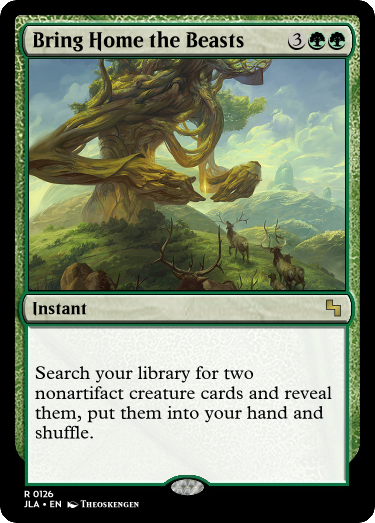 Bring Home the Beasts 3
Instant
Search your library for two
nonartifact creature cards and reveal
them, put them into your hand and
shuffle.
R 0126
JLA • EN Theoskengen